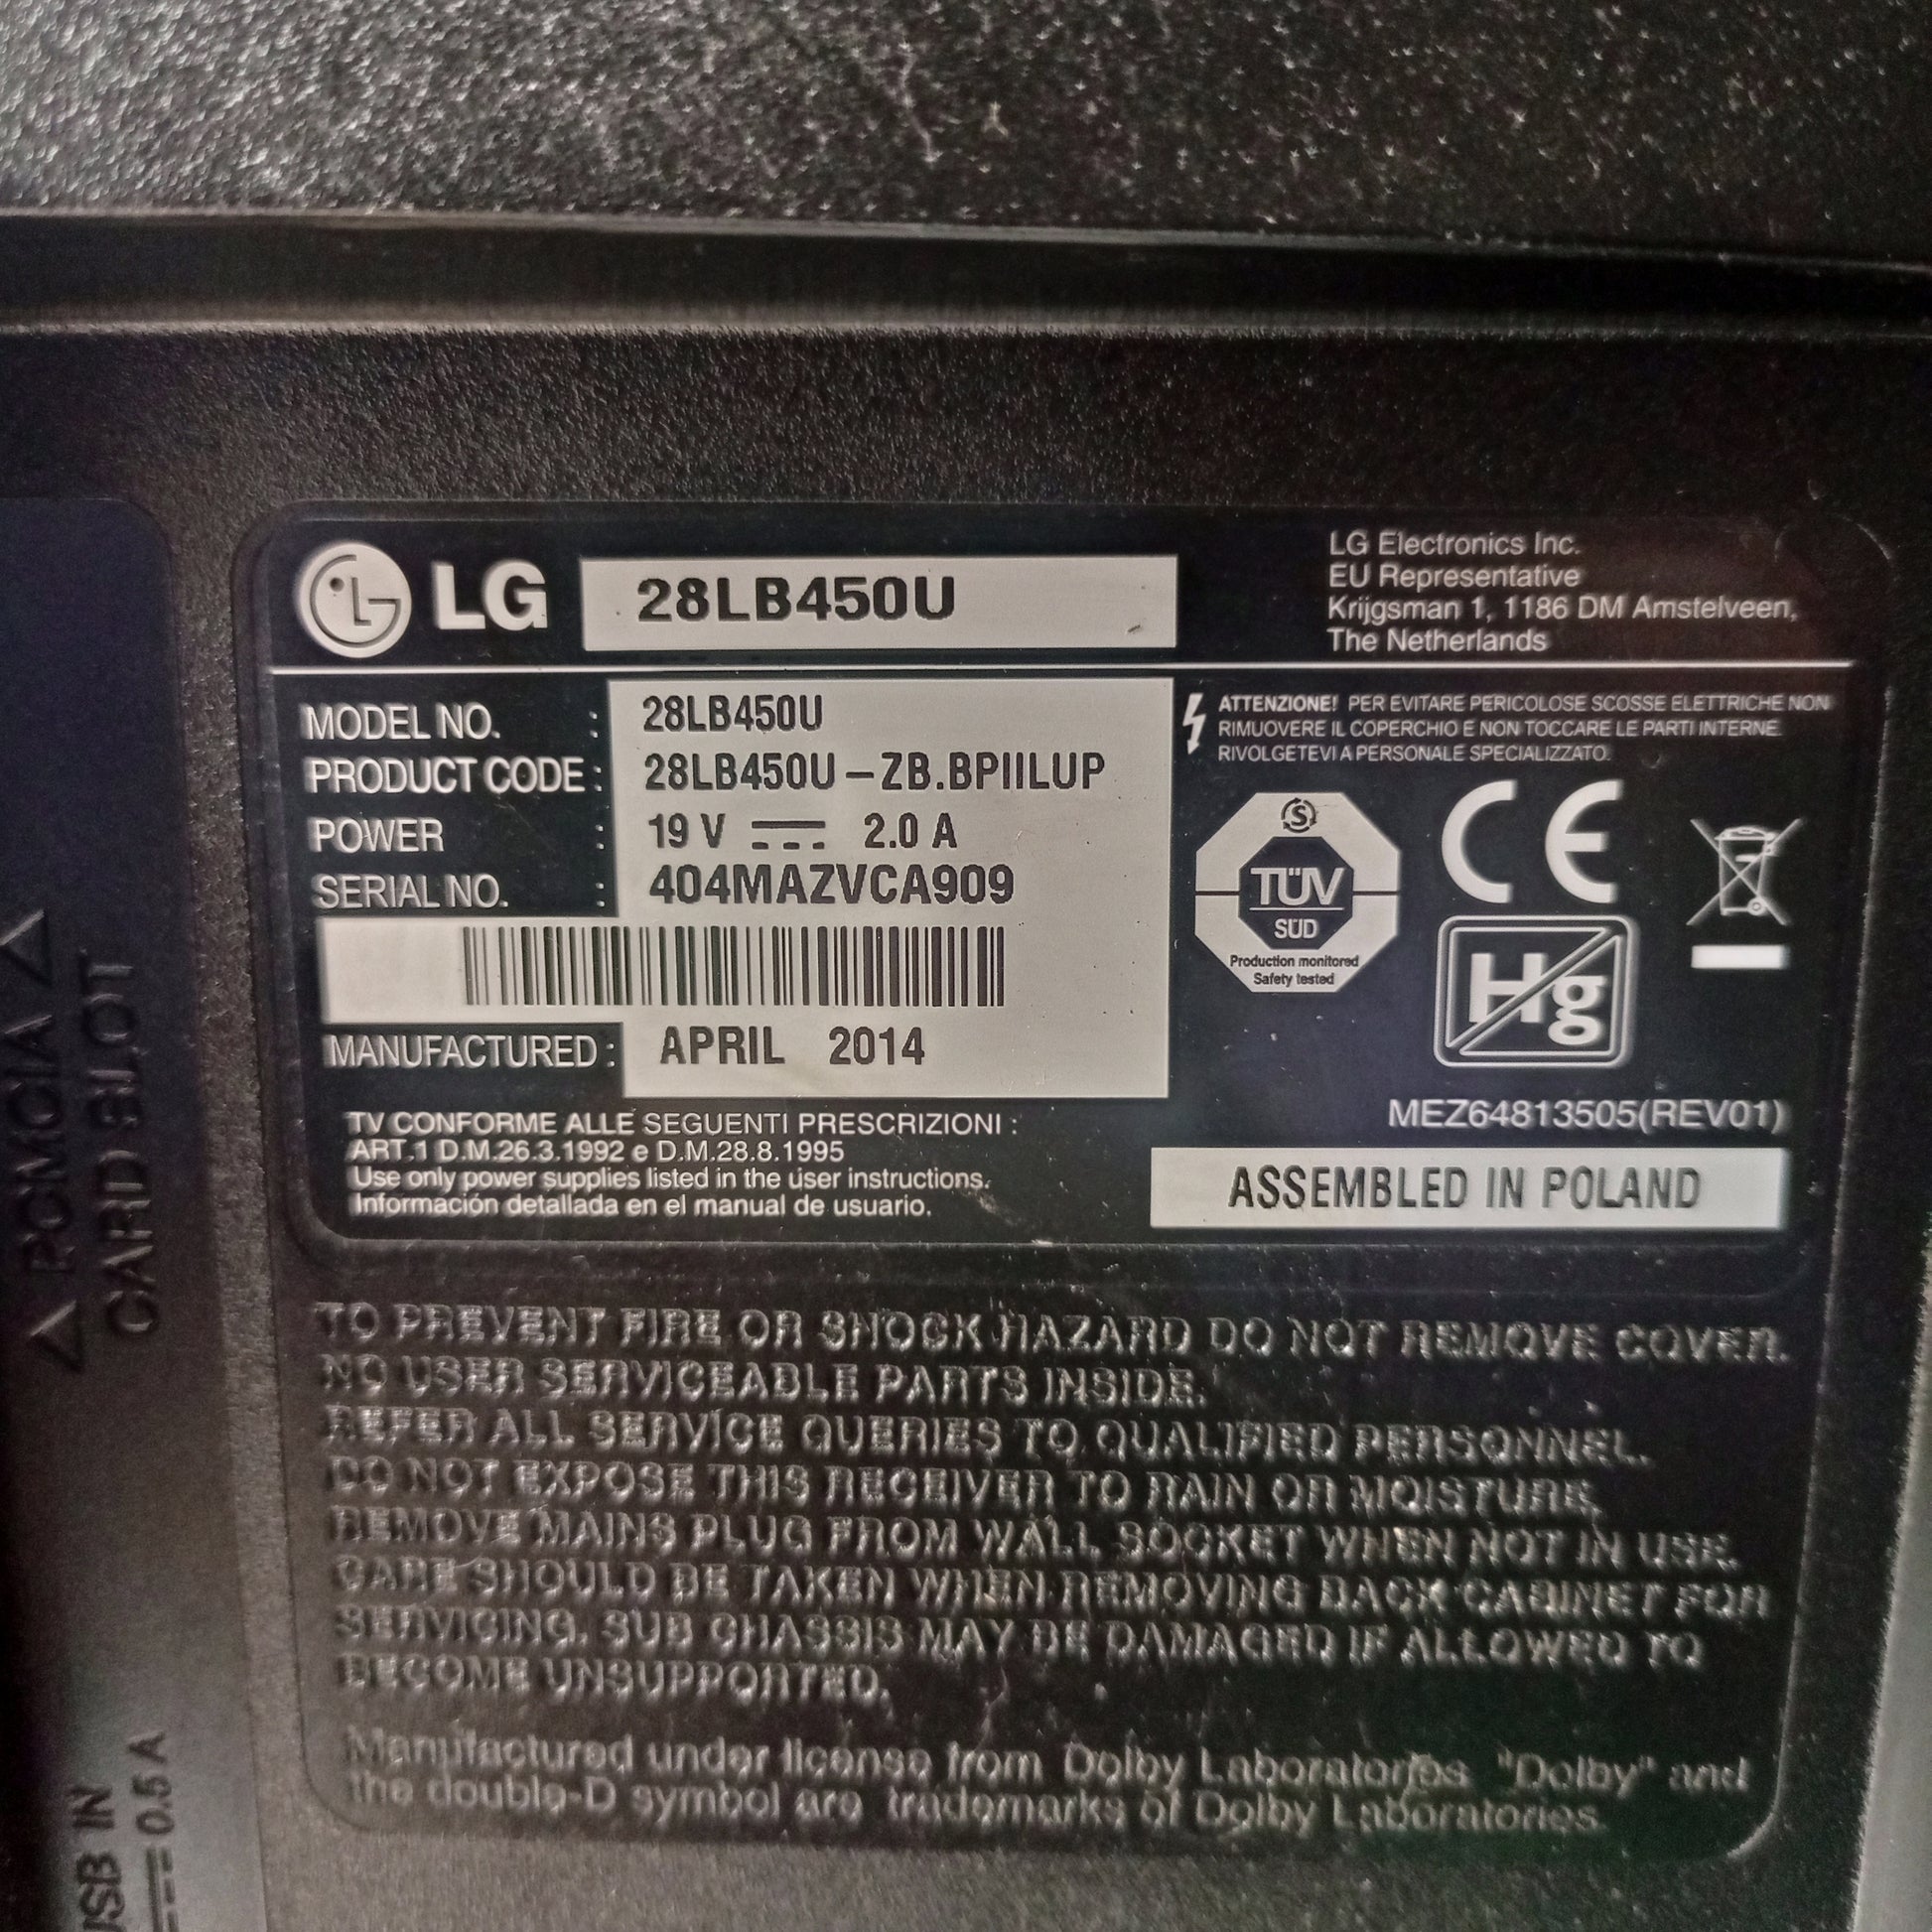 LG 28LB450U
LG Electronics Inc.
EU Representative
Krijgsman 1, 1186 DM Amstelveen,
The Netherlands
MODEL NO. : 28LB450U
PRODUCT CODE : 28LB450U-ZB.BPIILUP
POWER : 19 V 2.0 A
SERIAL NO. : 404MAZVCA909
MANUFACTURED : APRIL 2014
ATTENZIONE! PER EVITARE PERICOLOSE SCOSSE ELETTRICHE NON
RIMUOVERE IL COPERCHIO E NON TOCCARE LE PARTI INTERNE.
RIVOLGETEVI A PERSONALE SPECIALIZZATO.
S
TÜV
SÜD
Production monitored
Safety tested
CE
Hg
MEZ64813505(REV01)
ASSEMBLED IN POLAND
TV CONFORME ALLE SEGUENTI PRESCRIZIONI :
ART.1 D.M.26.3.1992 e D.M.28.8.1995
Use only power supplies listed in the user instructions.
Información detallada en el manual de usuario.
TO PREVENT FIRE OR SHOCK HAZARD DO NOT REMOVE COVER.
NO USER SERVICEABLE PARTS INSIDE.
REFER ALL SERVICE QUERIES TO QUALIFIED PERSONNEL.
DO NOT EXPOSE THIS RECEIVER TO RAIN OR MOISTURE.
REMOVE MAINS PLUG FROM WALL SOCKET WHEN NOT IN USE.
CARE SHOULD BE TAKEN WHEN REMOVING BACK CABINET FOR
SERVICING. SUB CHASSIS MAY BE DAMAGED IF ALLOWED TO
BECOME UNSUPPORTED.
Manufactured under license from Dolby Laboratories. "Dolby" and
the double-D symbol are trademarks of Dolby Laboratories.
PCMCIA
CARD SLOT
USB IN
0.5 A